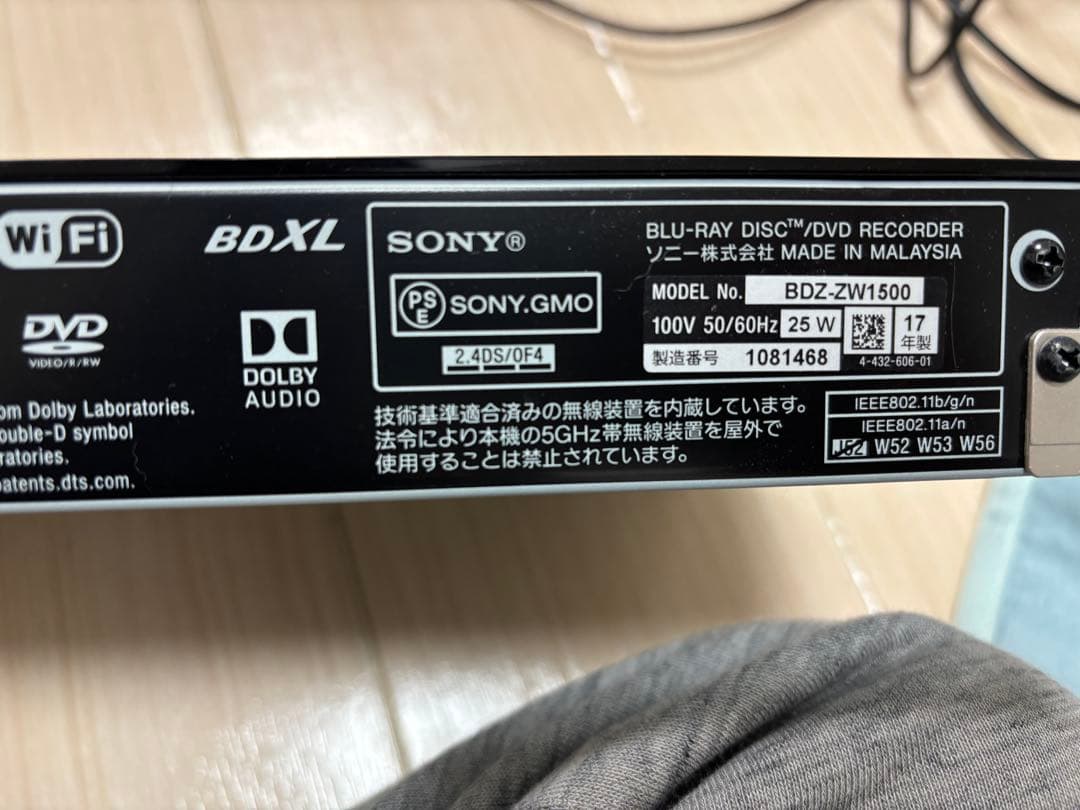 Wi Fi
BDXL
DVD
VIDEO/R/RW
DOLBY
AUDIO
om Dolby Laboratories.
ouble-D symbol
ratories.
patents.dts.com.
SONY®
PS
E
SONY.GMO
2.4DS/OF4
BLU-RAY DISC™/DVD RECORDER
ソニー株式会社 MADE IN MALAYSIA
MODEL No. BDZ-ZW1500
100V 50/60Hz 25 W
17
年製
製造番号 1081468
4-432-606-01
技術基準適合済みの無線装置を内蔵しています。
法令により本機の5GHz帯無線装置を屋外で
使用することは禁止されています。
IEEE802.11b/g/n
IEEE802.11a/n
J52 W52 W53 W56